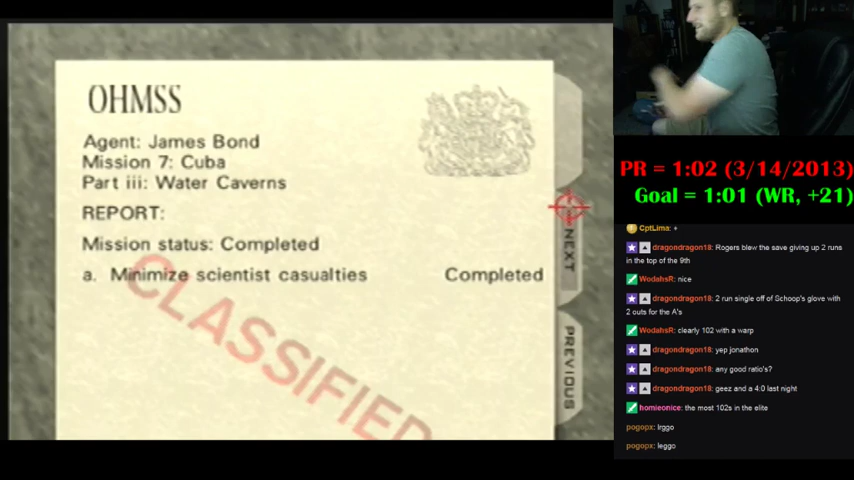 OHMSS
Agent: James Bond
Mission 7: Cuba
Part iii: Water Caverns
REPORT:
Mission status: Completed
a. Minimize scientist casualties Completed
CLASSIFIED
NEXT
PREVIOUS
PR = 1:02 (3/14/2013)
Goal = 1:01 (WR, +21)
CptLima: +
dragondragon18: Rogers blew the save giving up 2 runs
in the top of the 9th
WodahsR: nice
dragondragon18: 2 run single off of Schoop's glove with
2 outs for the A's
WodahsR: clearly 102 with a warp
dragondragon18: yep jonathon
dragondragon18: any good ratio's?
dragondragon18: geez and a 4:0 last night
homieonice: the most 102s in the elite
pogopx: lrggo
pogopx: leggo